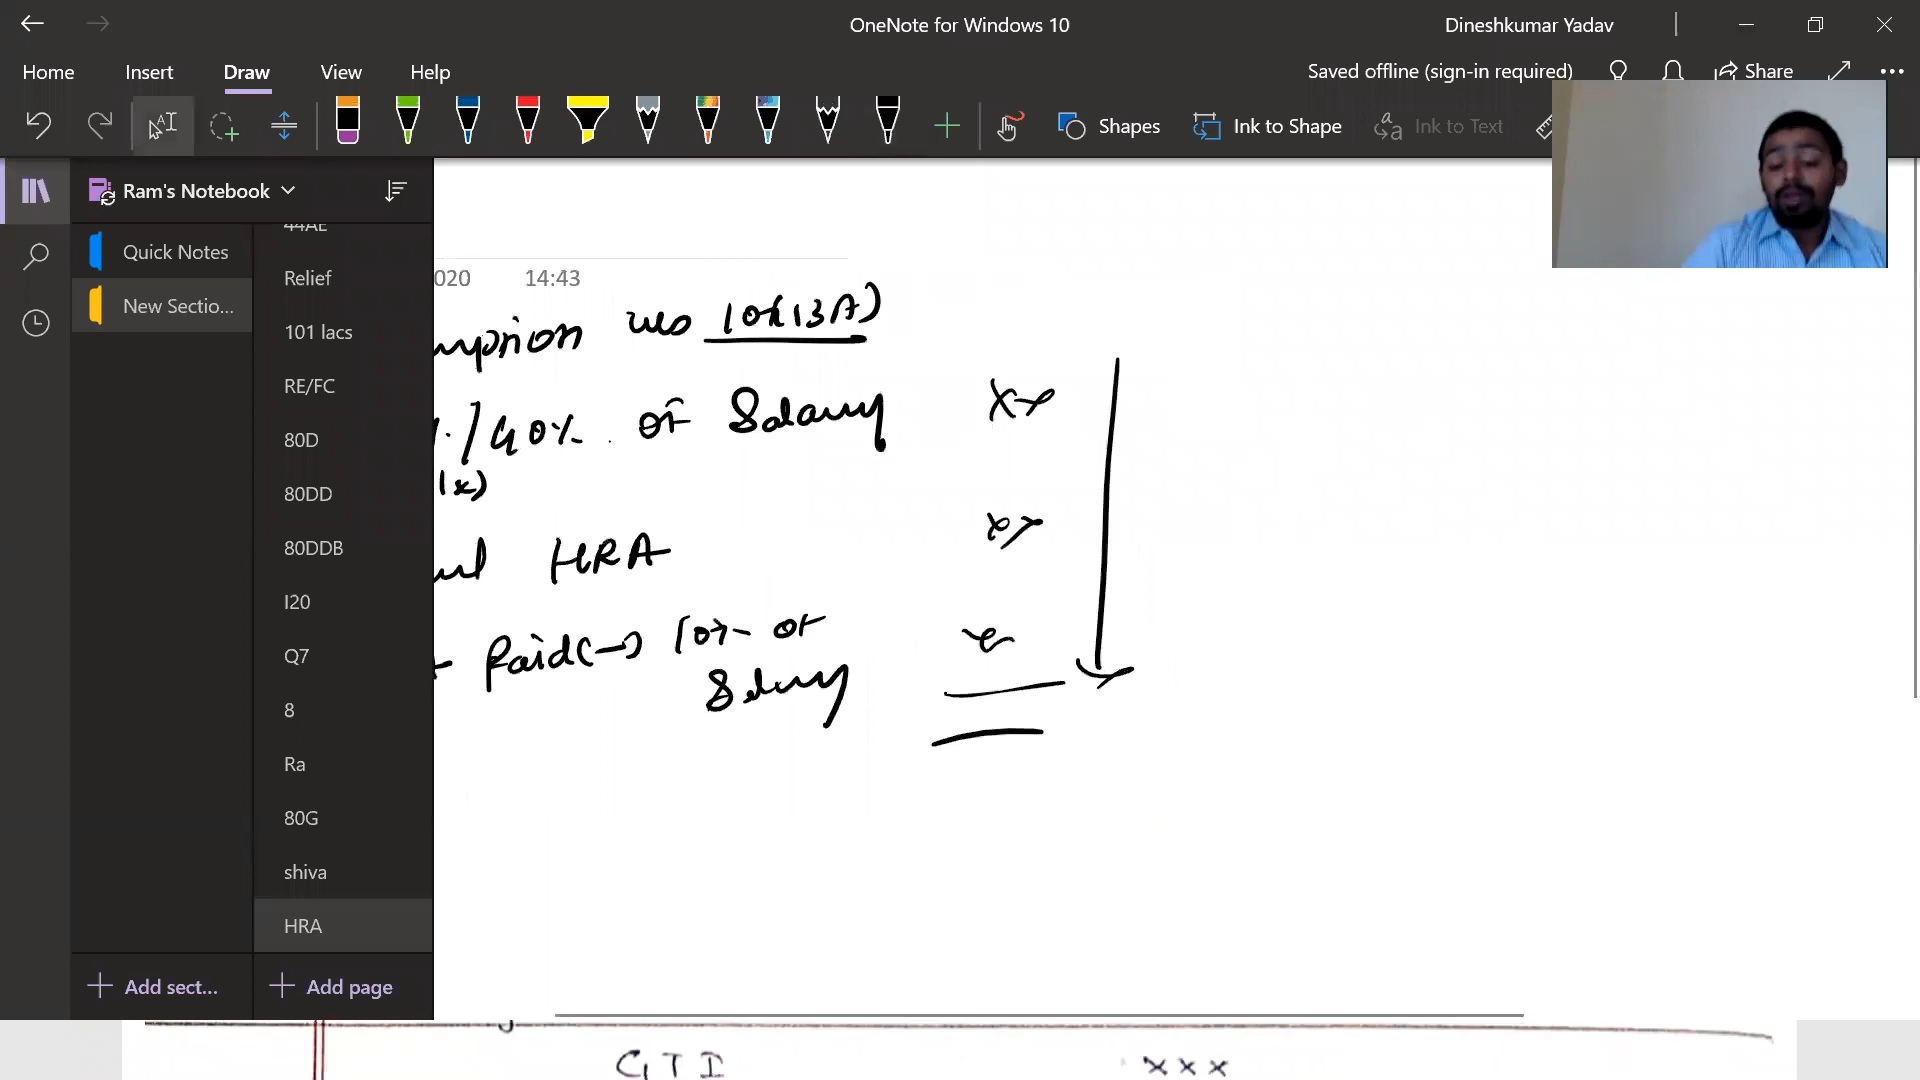 OneNote for Windows 10
Dineshkumar Yadav
Home Insert Draw View Help
Saved offline (sign-in required)
Share
Shapes
Ink to Shape
Ink to Text
Ram's Notebook
Quick Notes
New Sectio...
44AE
Relief
101 lacs
RE/FC
80D
80DD
80DDB
I20
Q7
8
Ra
80G
shiva
HRA
Add sect...
Add page
020 14:43
mption u/s 10(13A)
/40% of Salary
HRA
Paid (-) 10% of
Salary
GTI xxx